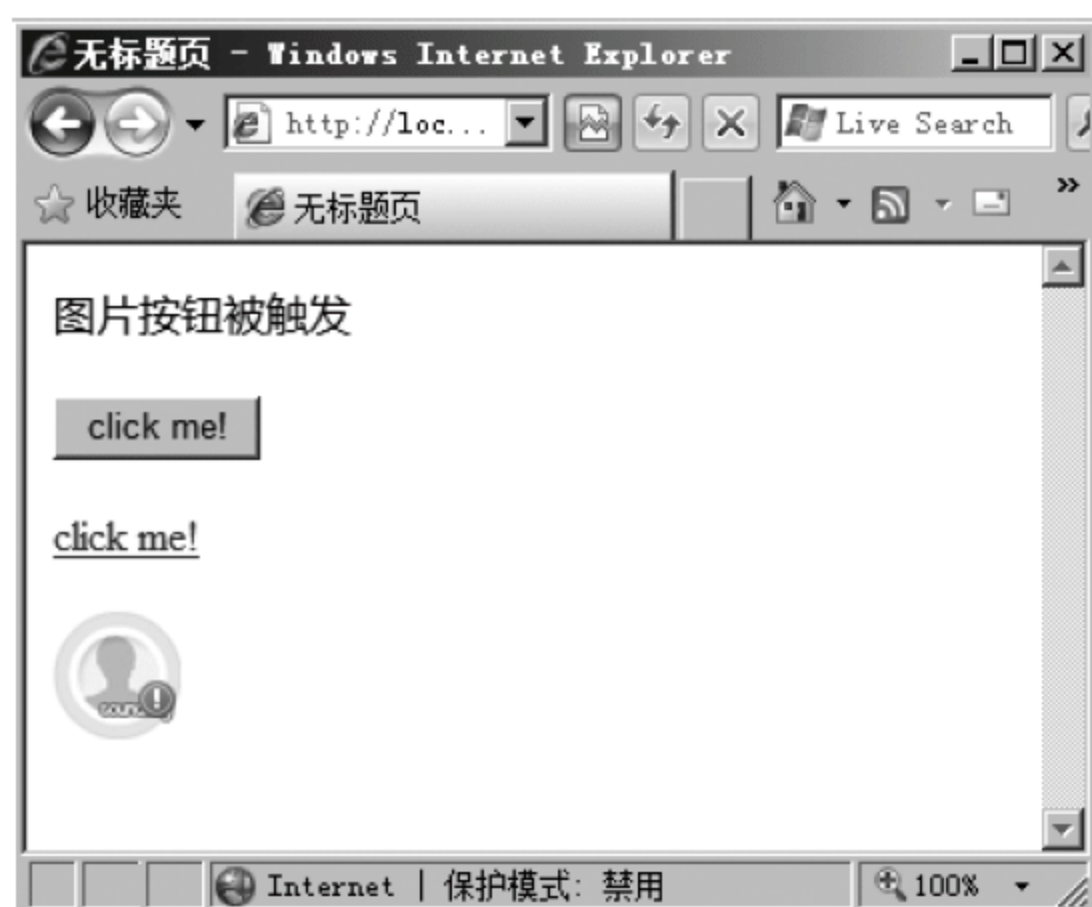 无标题页 - Windows Internet Explorer
http://loc... Live Search
收藏夹 无标题页 »
图片按钮被触发
click me!
click me!
Internet | 保护模式: 禁用 100%